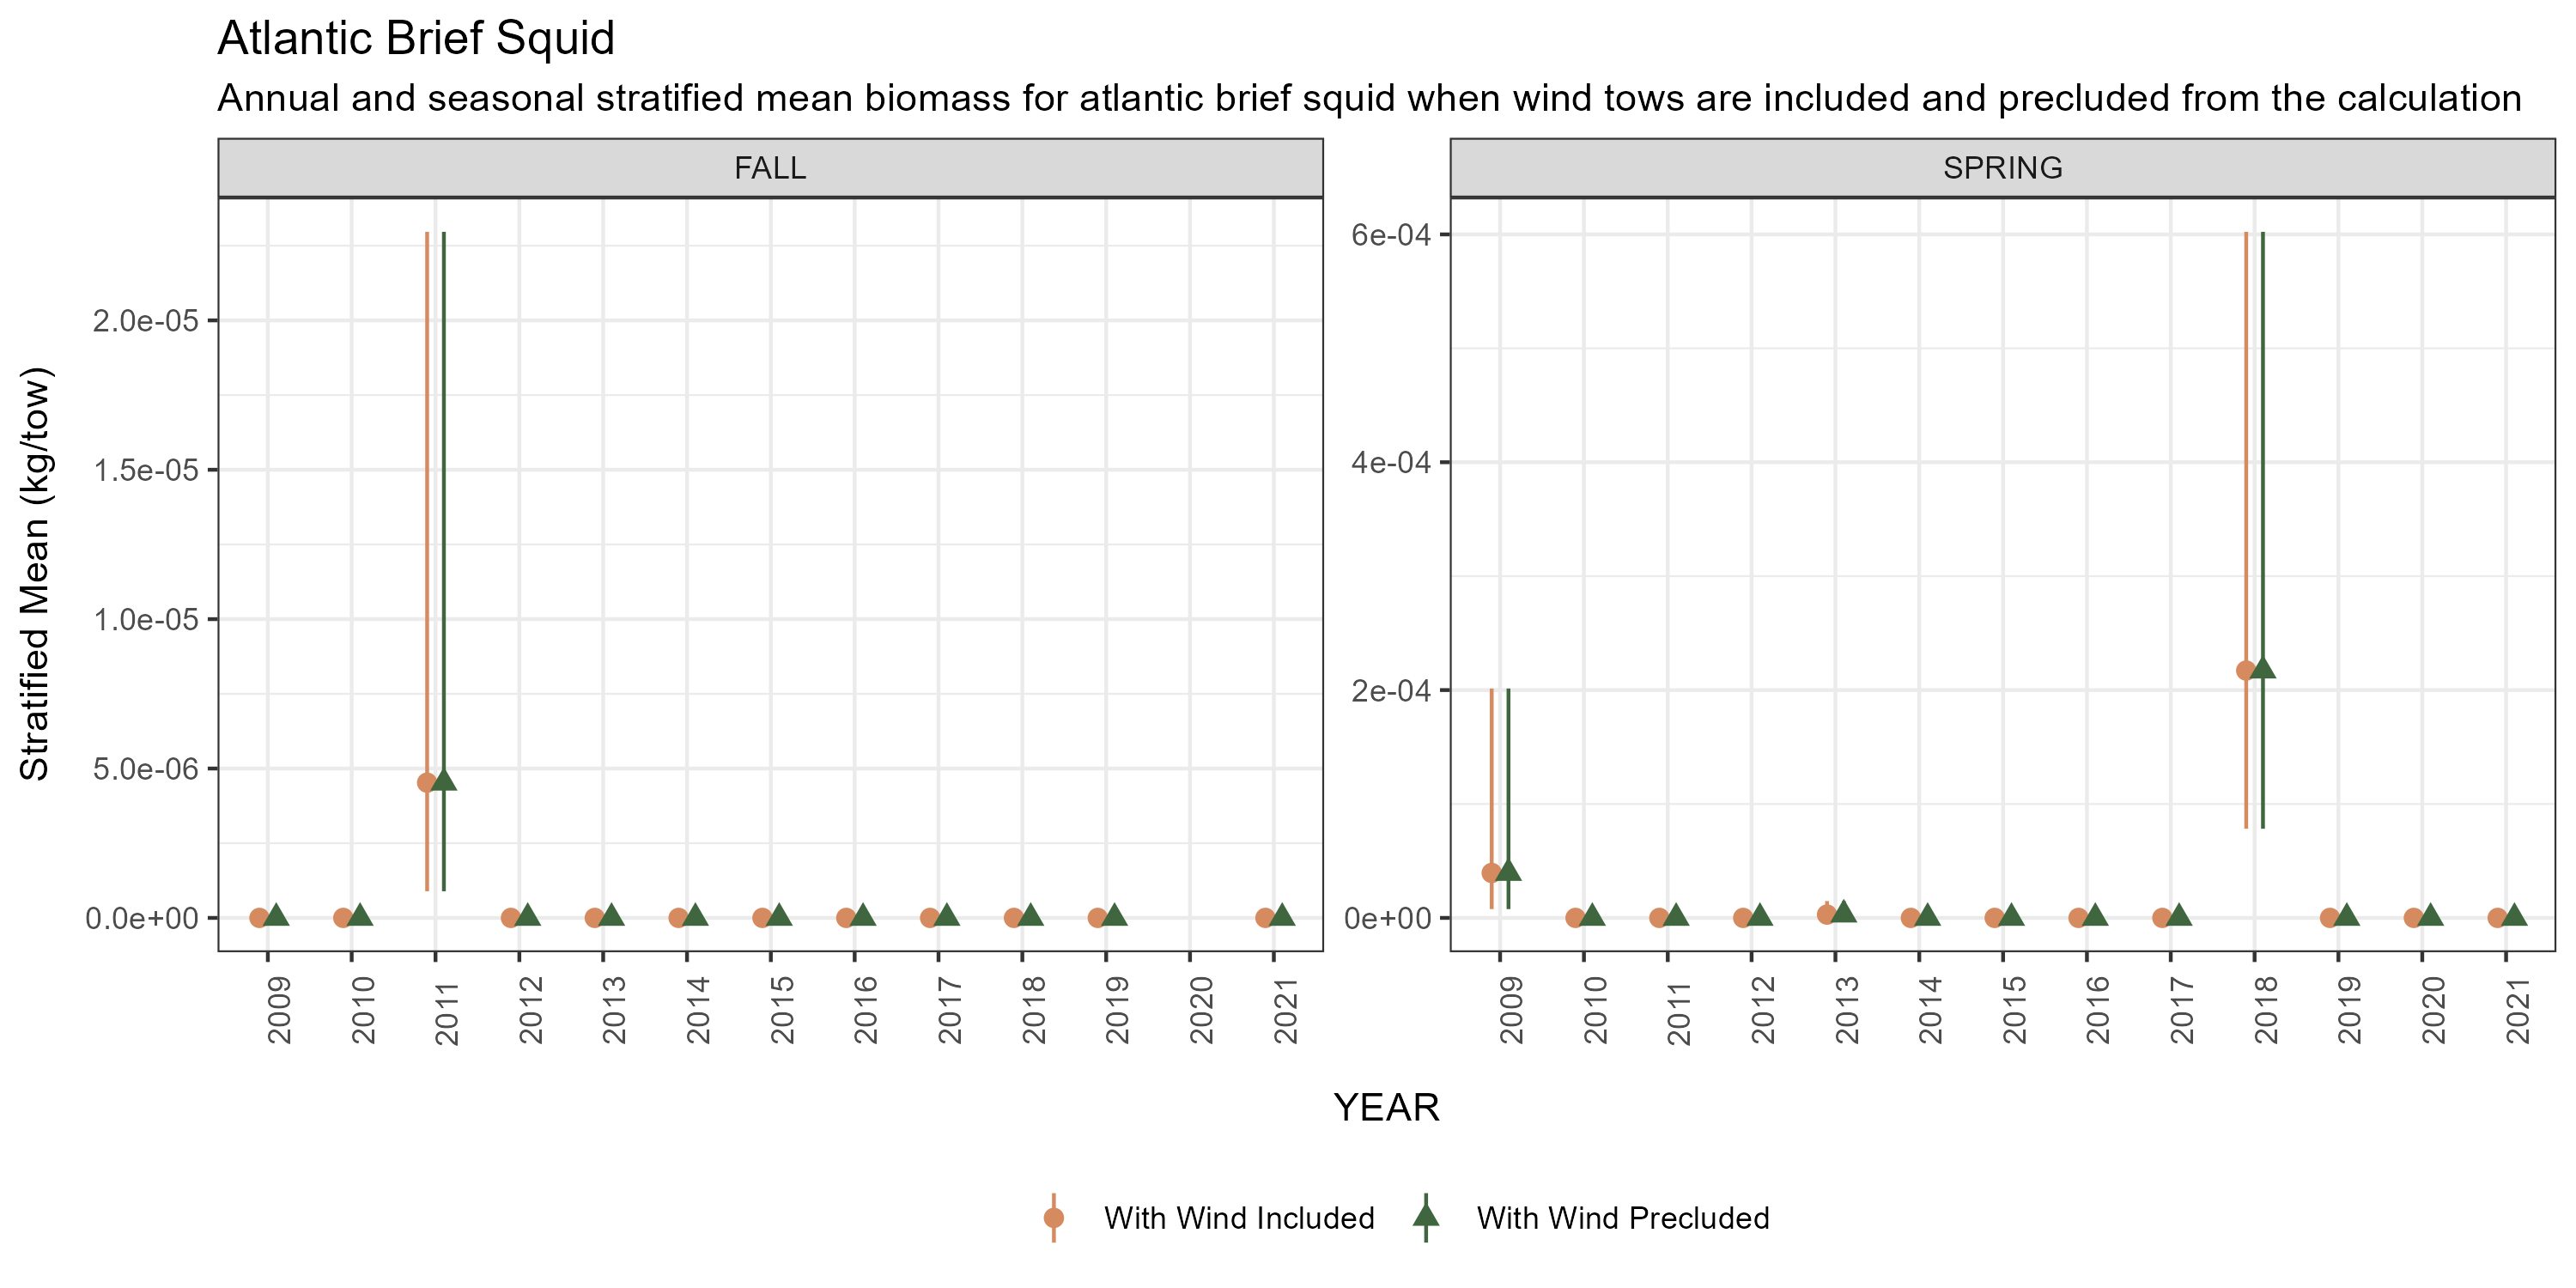 Atlantic Brief Squid
Annual and seasonal stratified mean biomass for atlantic brief squid when wind tows are included and precluded from the calculation
FALL
SPRING
Stratified Mean (kg/tow)
2.0e-05
1.5e-05
1.0e-05
5.0e-06
0.0e+00
6e-04
4e-04
2e-04
0e+00
2009 2010 2011 2012 2013 2014 2015 2016 2017 2018 2019 2020 2021
2009 2010 2011 2012 2013 2014 2015 2016 2017 2018 2019 2020 2021
YEAR
With Wind Included
With Wind Precluded